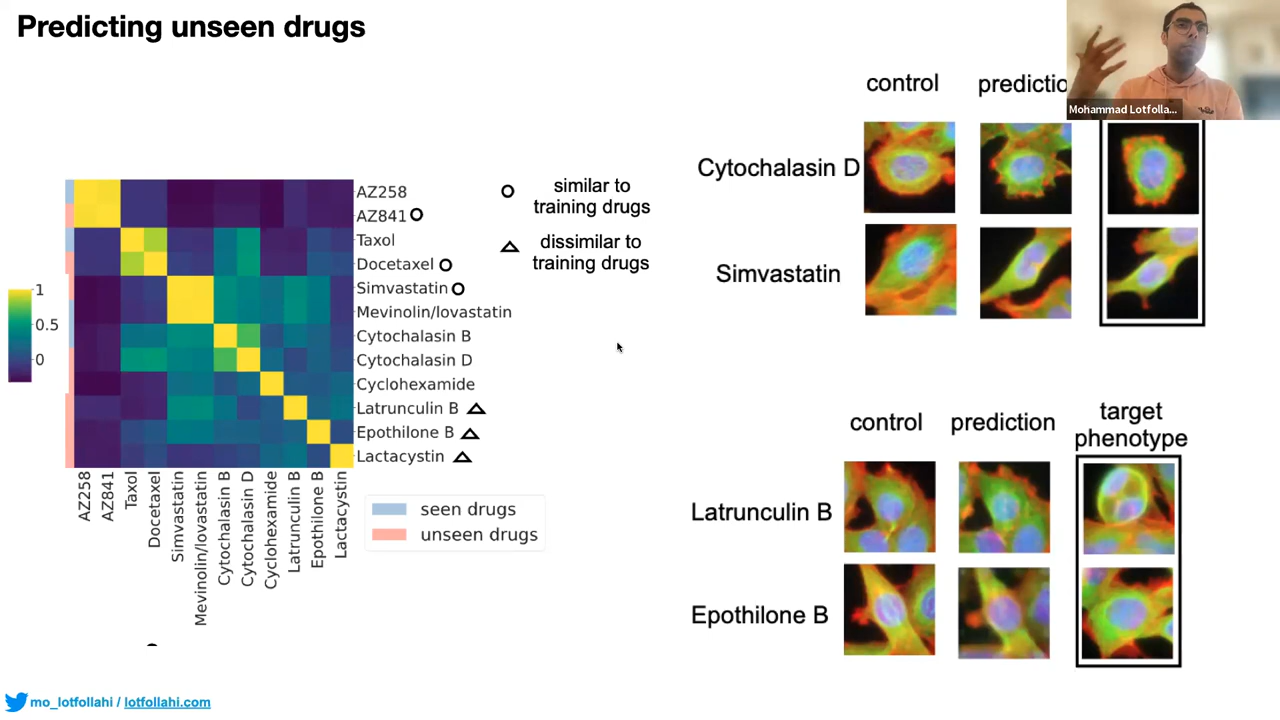 Predicting unseen drugs
Mohammad Lotfolla...
control
prediction
Cytochalasin D
Simvastatin
similar to
training drugs
dissimilar to
training drugs
AZ258
AZ841
Taxol
Docetaxel
Simvastatin
Mevinolin/lovastatin
Cytochalasin B
Cytochalasin D
Cyclohexamide
Latrunculin B
Epothilone B
Lactacystin
1
0.5
0
AZ258
AZ841
Taxol
Docetaxel
Simvastatin
Mevinolin/lovastatin
Cytochalasin B
Cytochalasin D
Cyclohexamide
Latrunculin B
Epothilone B
Lactacystin
seen drugs
unseen drugs
control
prediction
target
phenotype
Latrunculin B
Epothilone B
mo_lotfollahi / lotfollahi.com